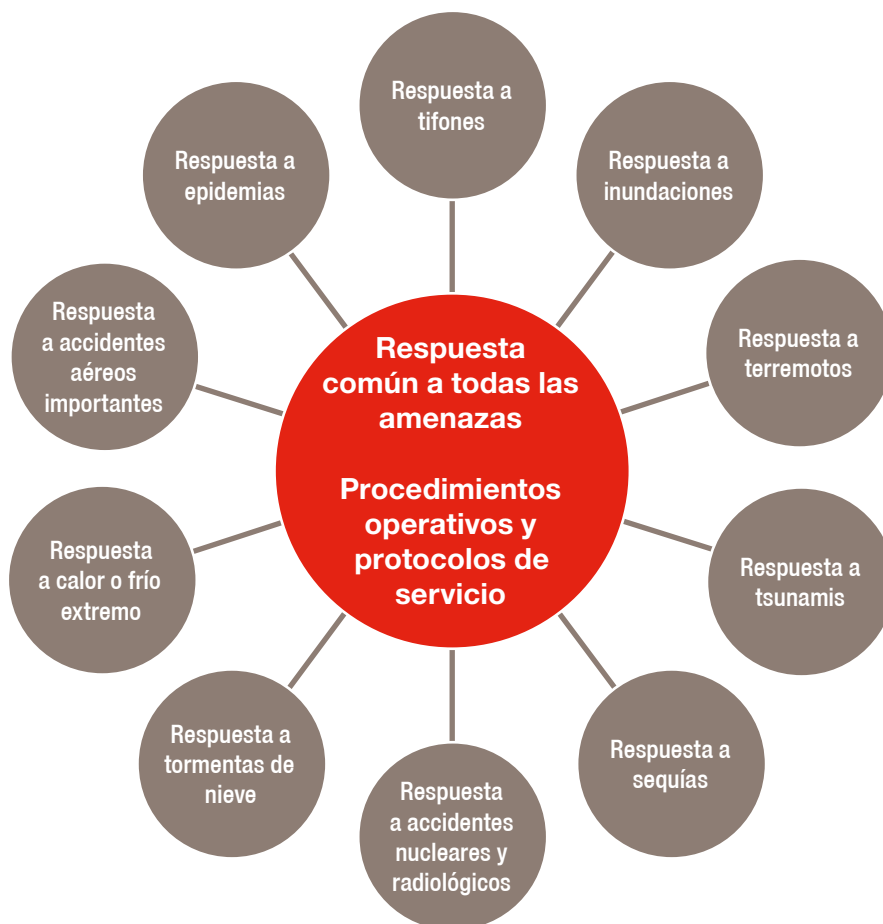 Respuesta a
tifones
Respuesta a
inundaciones
Respuesta a
terremotos
Respuesta a
tsunamis
Respuesta a
sequías
Respuesta
a accidentes
nucleares y
radiológicos
Respuesta a
tormentas de
nieve
Respuesta
a calor o frío
extremo
Respuesta
a accidentes
aéreos
importantes
Respuesta a
epidemias
Respuesta
común a todas las
amenazas
Procedimientos
operativos y
protocolos de
servicio